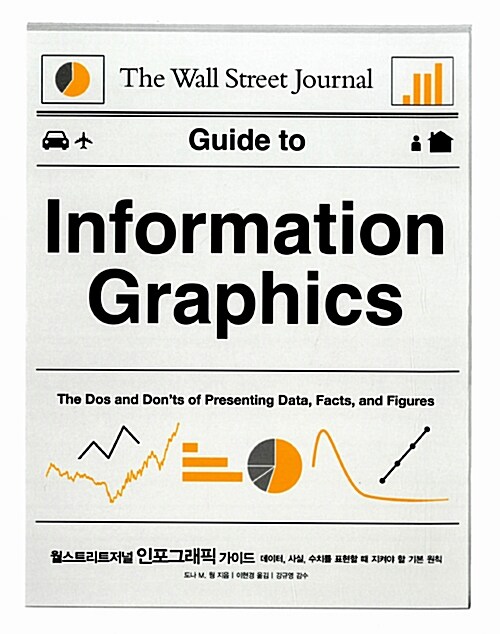 The Wall Street Journal
Guide to
Information
Graphics
The Dos and Don'ts of Presenting Data, Facts, and Figures
월스트리트저널 인포그래픽 가이드 데이터, 사실, 수치를 표현할 때 지켜야 할 기본 원칙
도나 M. 웡 지음 | 이현경 옮김 | 강규영 감수